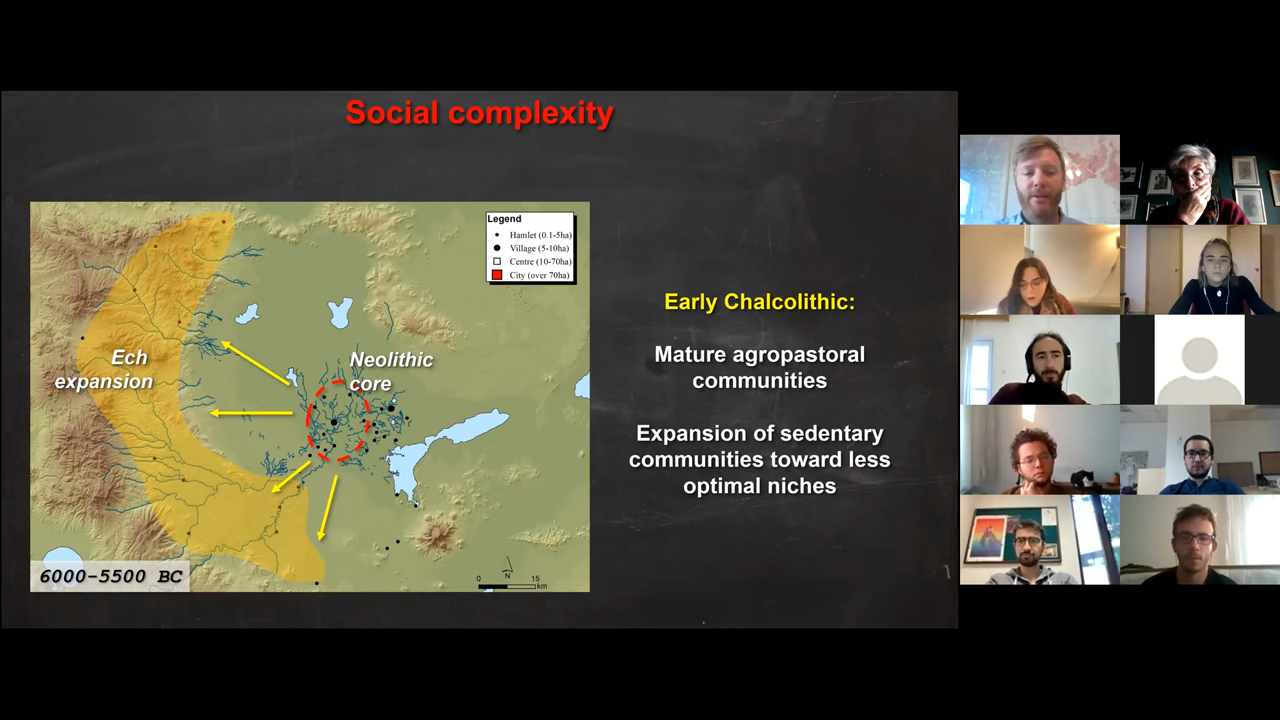 Social complexity
Legend
Hamlet (0.1-5ha)
Village (5-10ha)
Centre (10-70ha)
City (over 70ha)
Ech
expansion
Neolithic
core
6000-5500 BC
N
0 15
km
Early Chalcolithic:
Mature agropastoral
communities
Expansion of sedentary
communities toward less
optimal niches